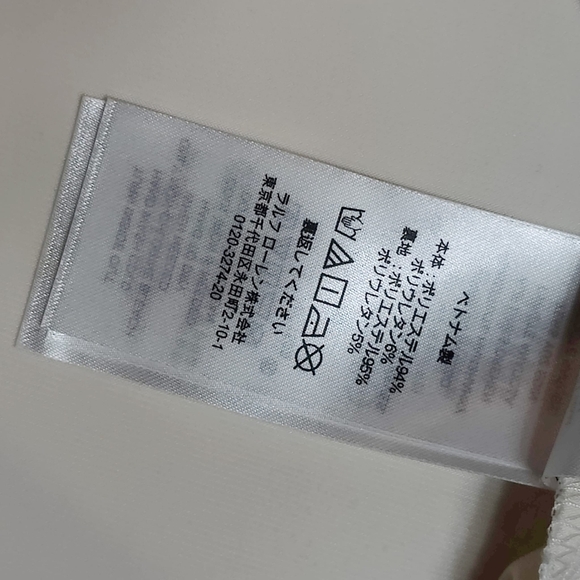 ベトナム製
本体：ポリエステル94%
ポリウレタン6%
裏地：ポリエステル95%
ポリウレタン5%
裏返してください
ラルフ ローレン株式会社
東京都千代田区永田町2-10-1
0120-3274-20